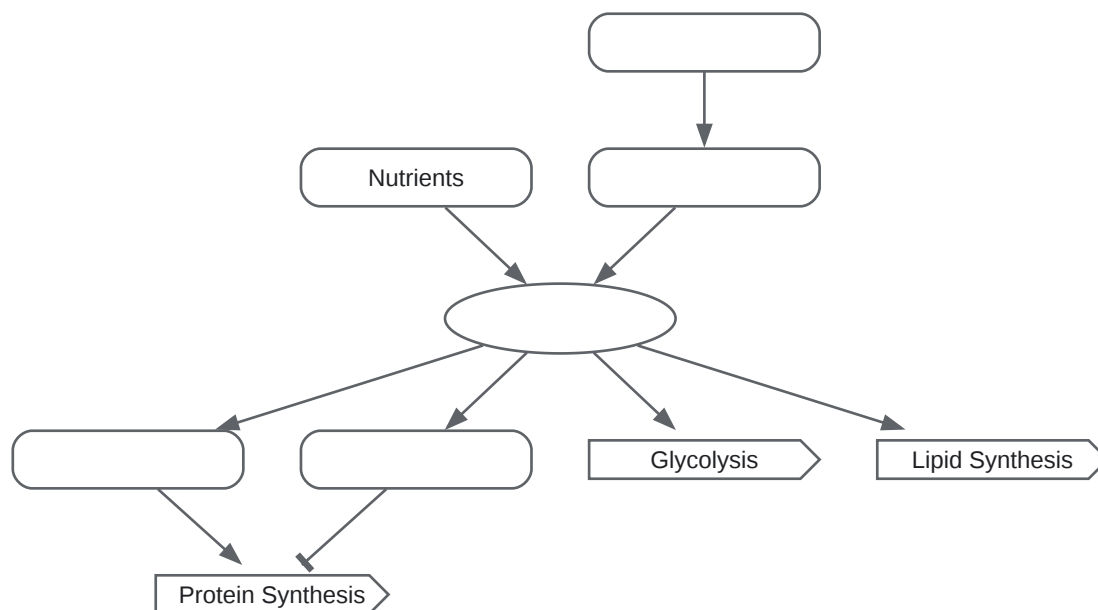 Nutrients
Glycolysis
Lipid Synthesis
Protein Synthesis